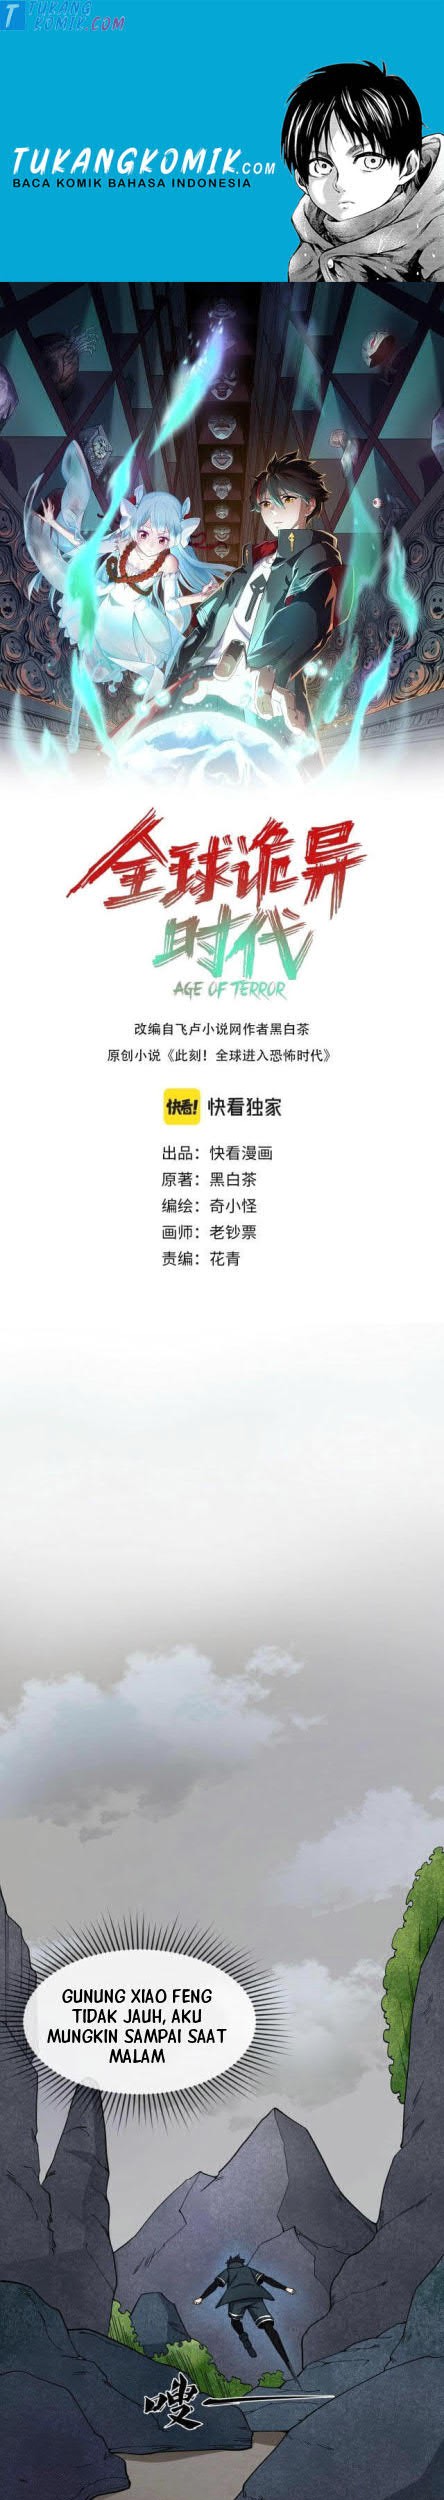 T TUKANG
KOMIK.COM
TUKANGKOMIK.COM
BACA KOMIK BAHASA INDONESIA
全球诡异
时代
AGE OF TERROR
改编自飞卢小说网作者黑白茶
原创小说《此刻！全球进入恐怖时代》
快看! 快看独家
出品：快看漫画
原著：黑白茶
编绘：奇小怪
画师：老钞票
责编：花青
GUNUNG XIAO FENG
TIDAK JAUH, AKU
MUNGKIN SAMPAI SAAT
MALAM
嗖